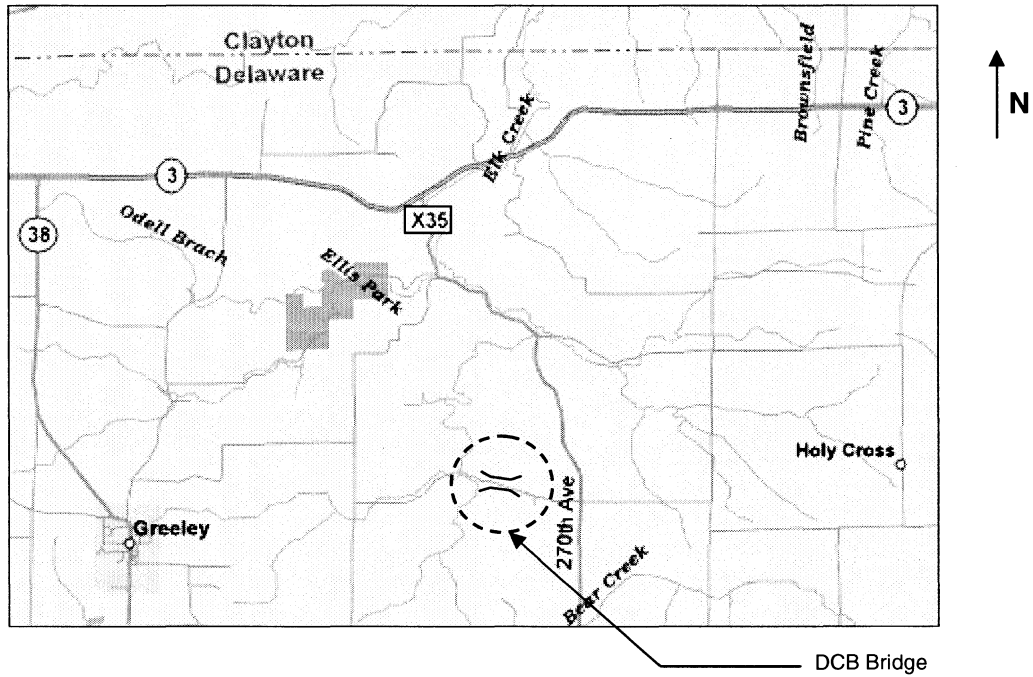 Clayton
Delaware
Brownsfield
Pine Creek
N
3
Elk Creek
3
X35
38
Odell Brach
Ellis Park
Holy Cross
270th Ave
Greeley
Bear Creek
DCB Bridge